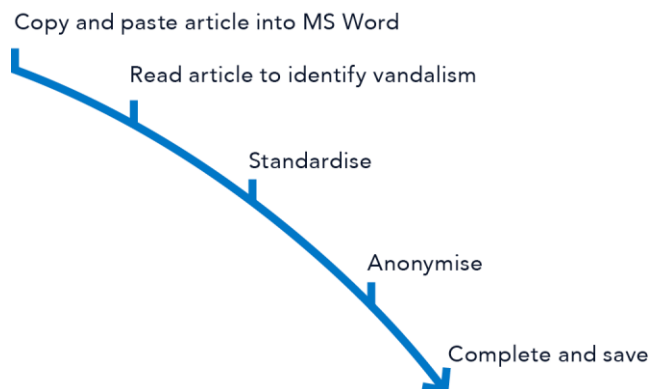 Copy and paste article into MS Word
Read article to identify vandalism
Standardise
Anonymise
Complete and save